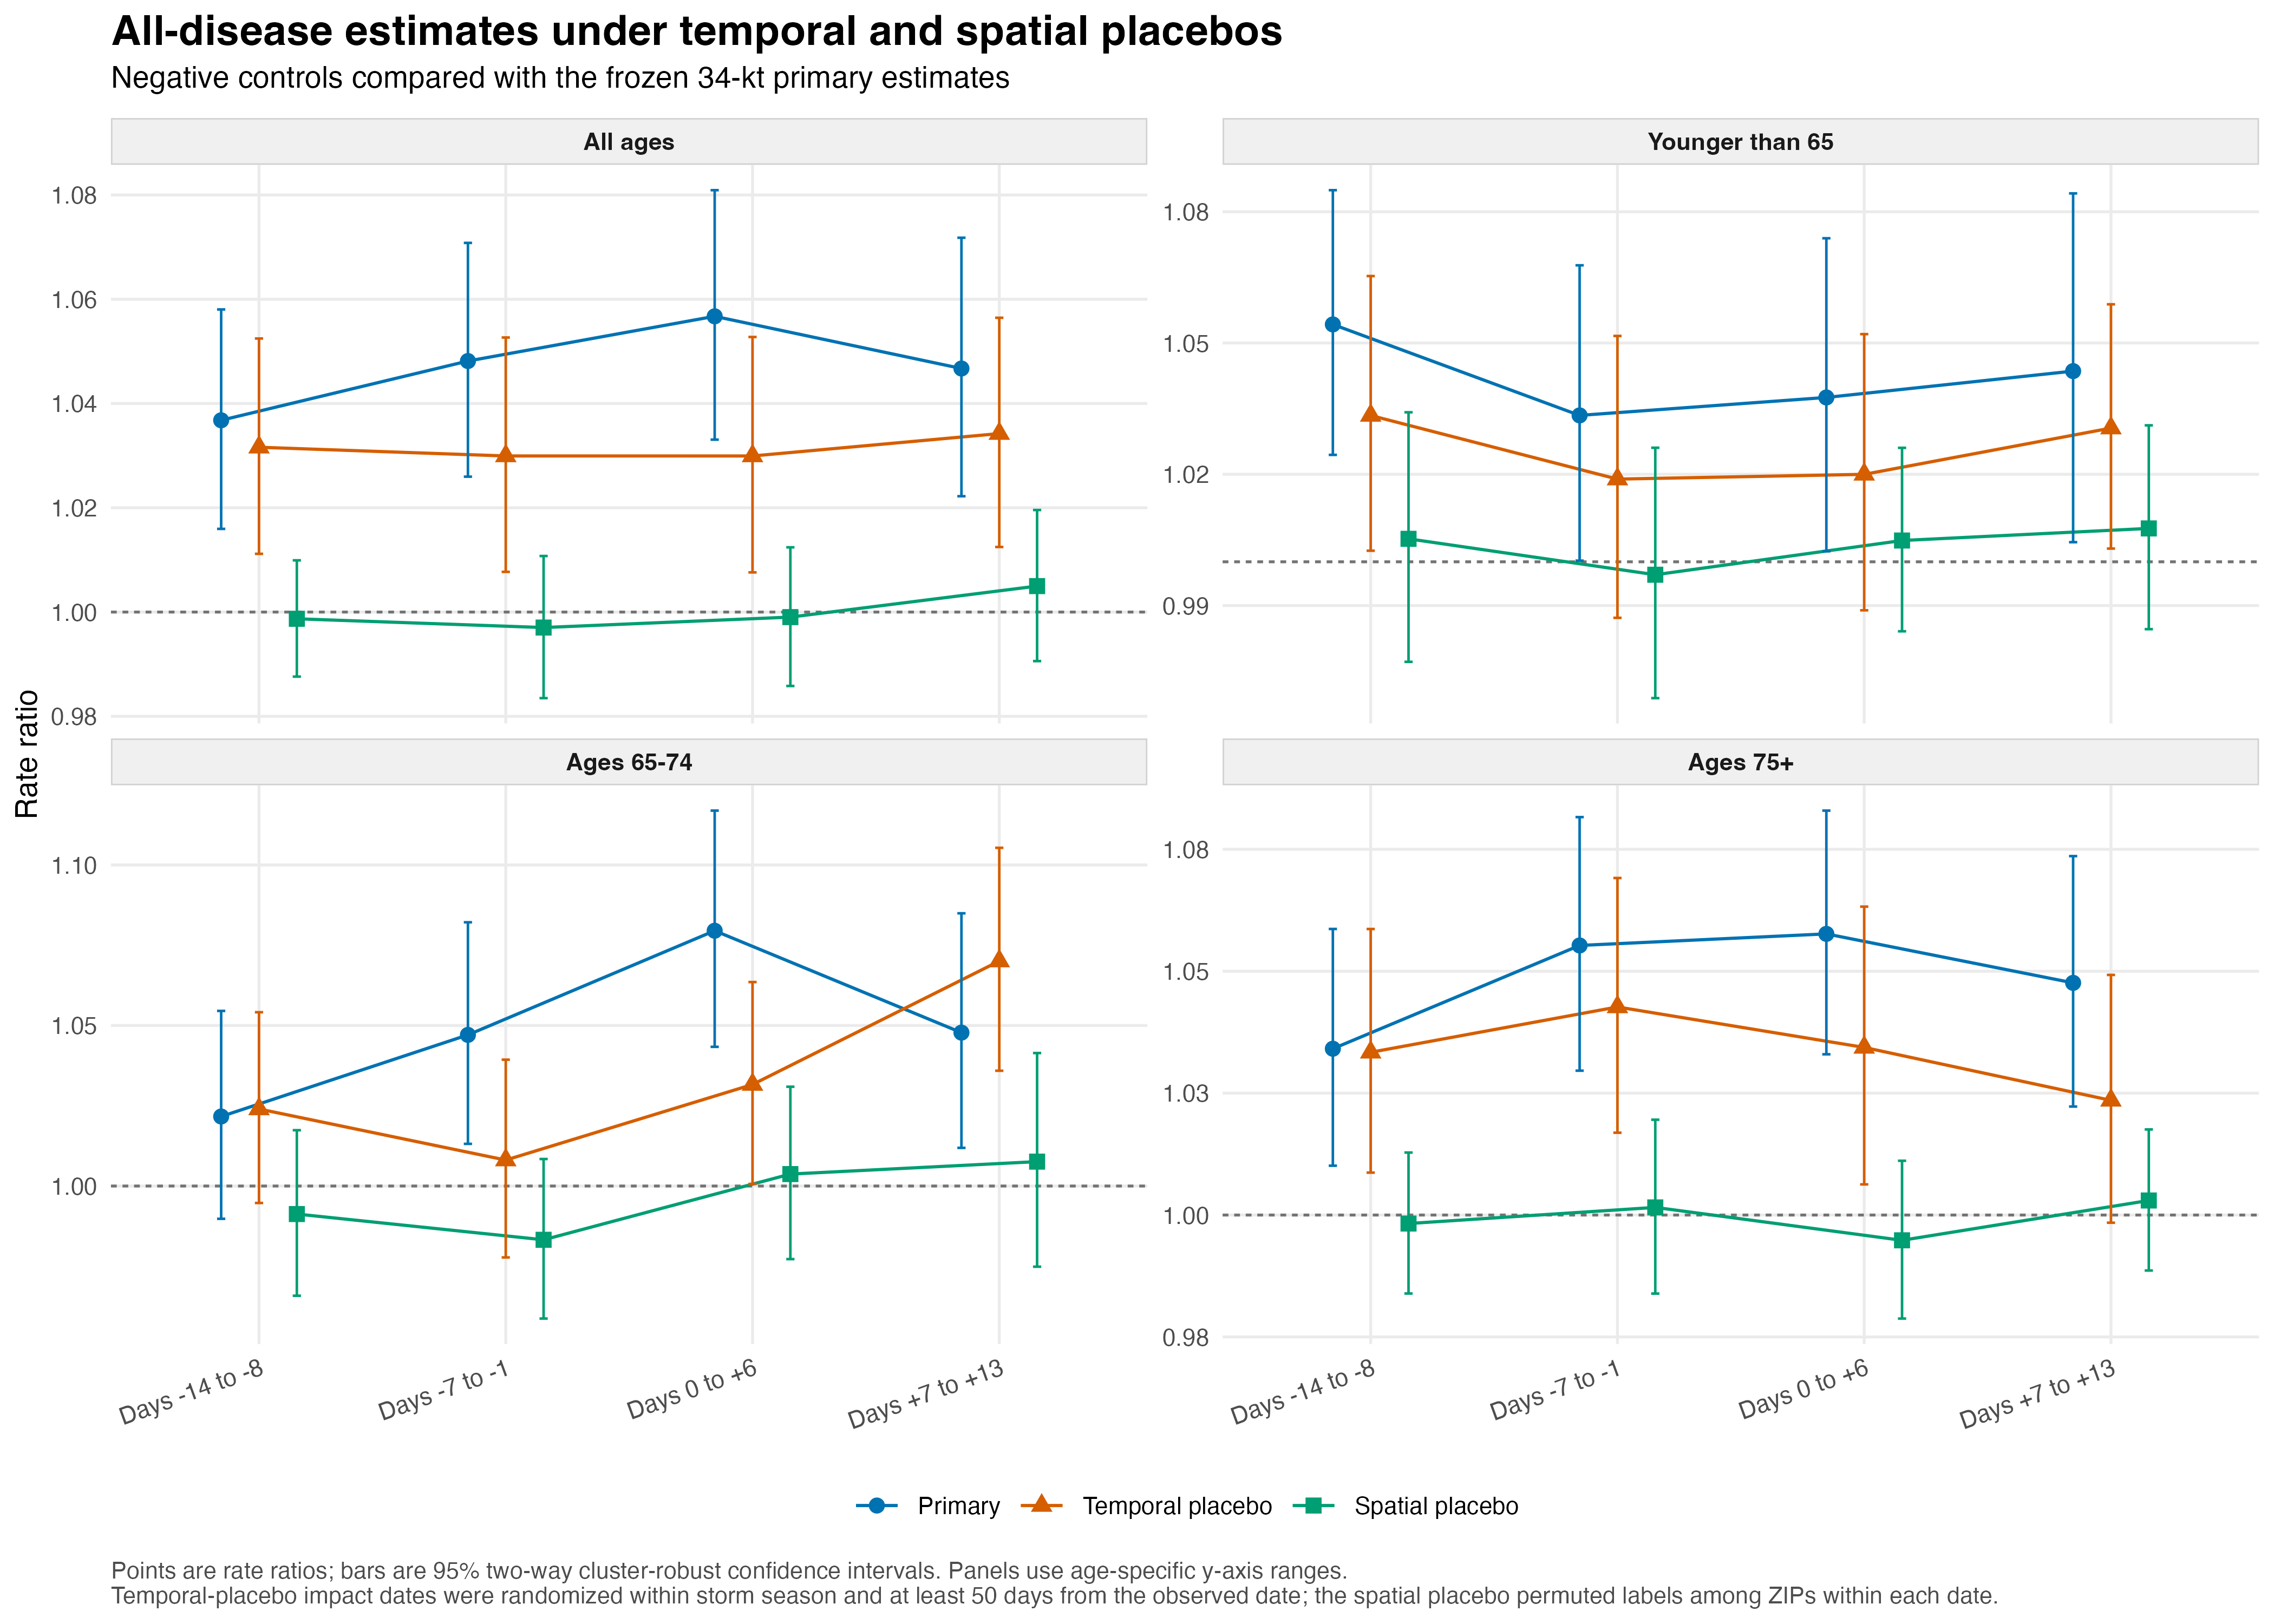 All-disease estimates under temporal and spatial placebos
Negative controls compared with the frozen 34-kt primary estimates
All ages
Younger than 65
1.08
1.06
1.04
1.02
1.00
0.98
1.08
1.05
1.02
0.99
Rate ratio
Ages 65-74
Ages 75+
1.10
1.05
1.00
1.08
1.05
1.03
1.00
0.98
Days -14 to -8
Days -7 to -1
Days 0 to +6
Days +7 to +13
Days -14 to -8
Days -7 to -1
Days 0 to +6
Days +7 to +13
Primary
Temporal placebo
Spatial placebo
Points are rate ratios; bars are 95% two-way cluster-robust confidence intervals. Panels use age-specific y-axis ranges.
Temporal-placebo impact dates were randomized within storm season and at least 50 days from the observed date; the spatial placebo permuted labels among ZIPs within each date.